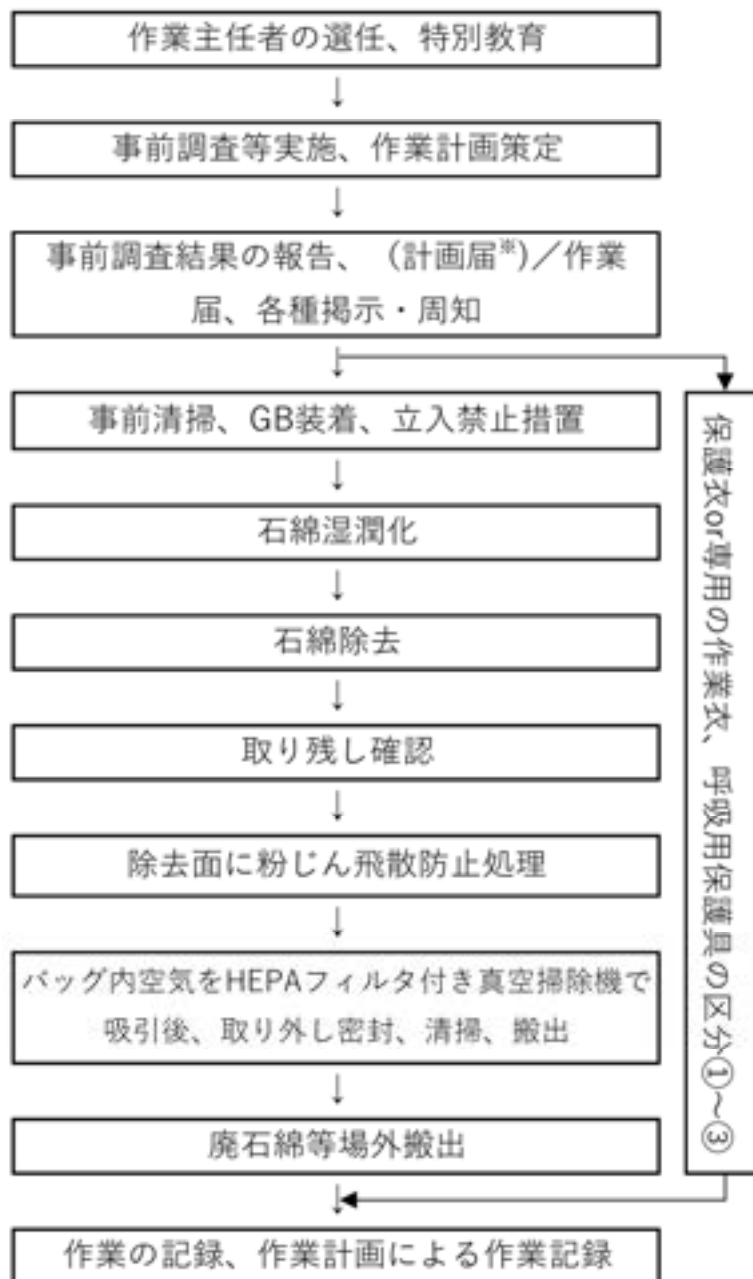 作業主任者の選任、特別教育
↓
事前調査等実施、作業計画策定
↓
事前調査結果の報告、（計画届※）／作業
届、各種掲示・周知
↓
事前清掃、GB装着、立入禁止措置
↓
石綿湿潤化
↓
石綿除去
↓
取り残し確認
↓
除去面に粉じん飛散防止処理
↓
バッグ内空気をHEPAフィルタ付き真空掃除機で
吸引後、取り外し密封、清掃、搬出
↓
廃石綿等場外搬出
↓
作業の記録、作業計画による作業記録
保護衣or専用の作業衣、呼吸用保護具の区分①～③